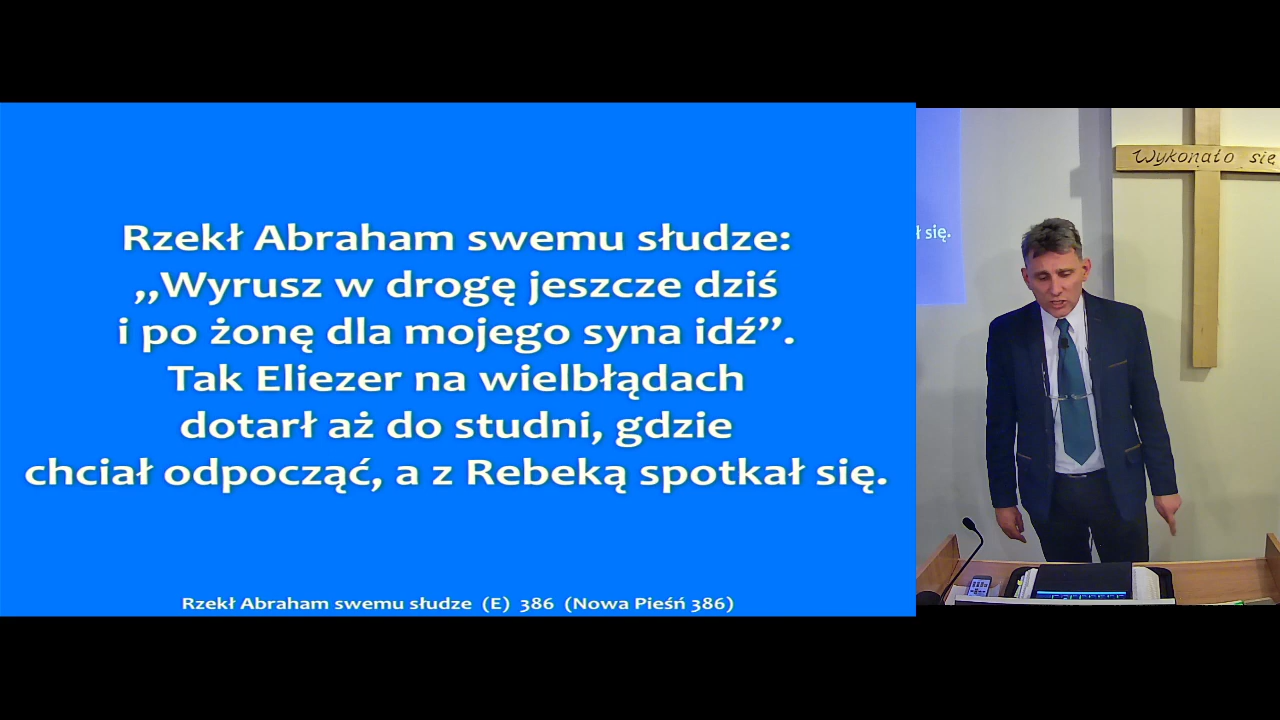 Rzekł Abraham swemu słudze:
,,Wyrusz w drogę jeszcze dziś
i po żonę dla mojego syna idź”.
Tak Eliezer na wielbłądach
dotarł aż do studni, gdzie
chciał odpocząć, a z Rebeką spotkał się.
Rzekł Abraham swemu słudze (E) 386 (Nowa Pieśń 386)
Wykonało się
się.